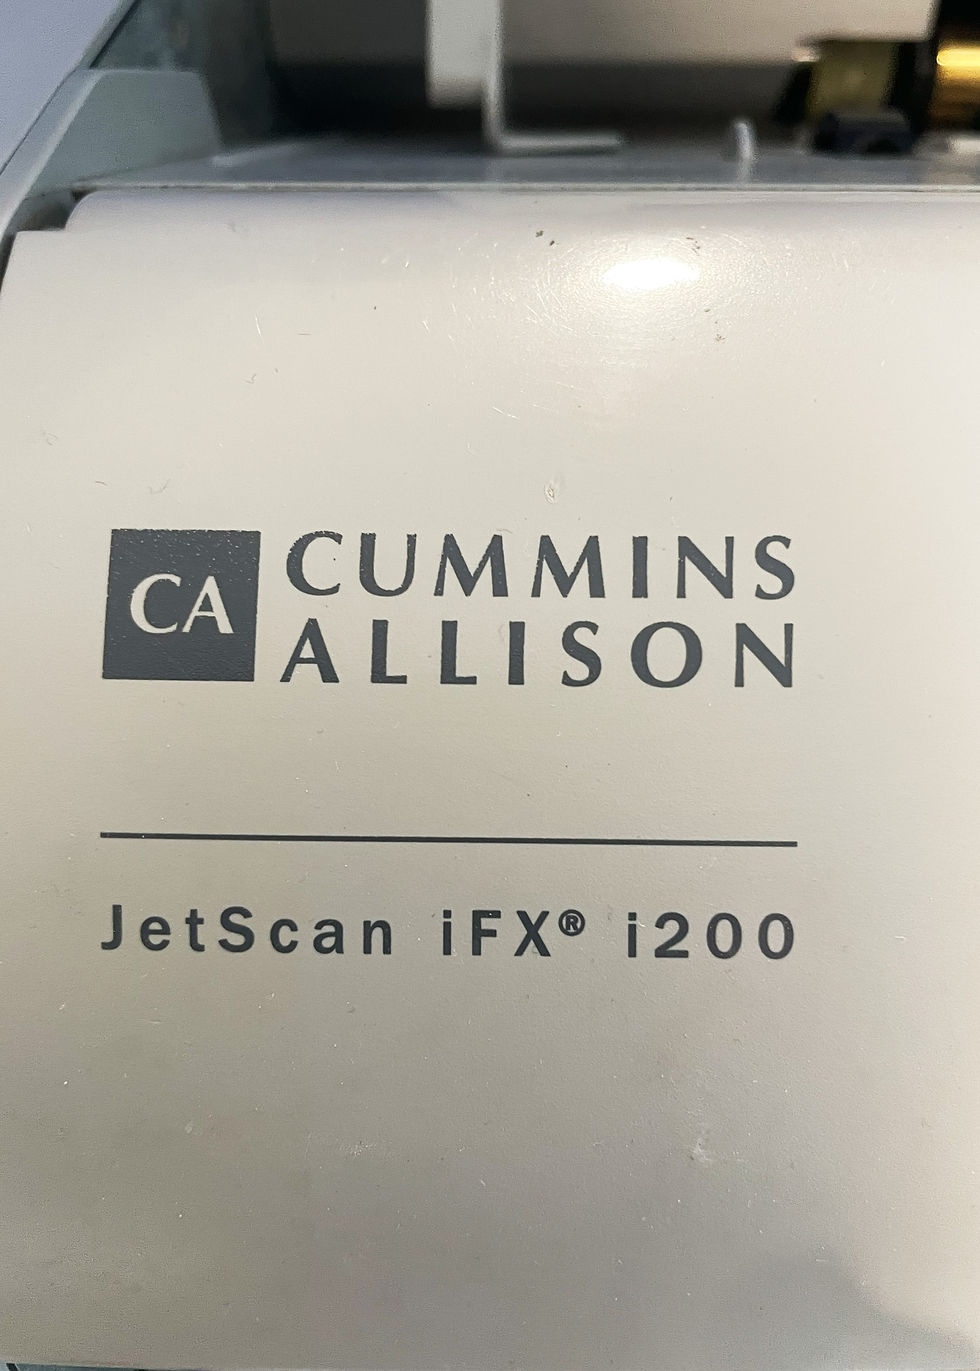 CA
CUMMINS
ALLISON
JetScan iFX® i200